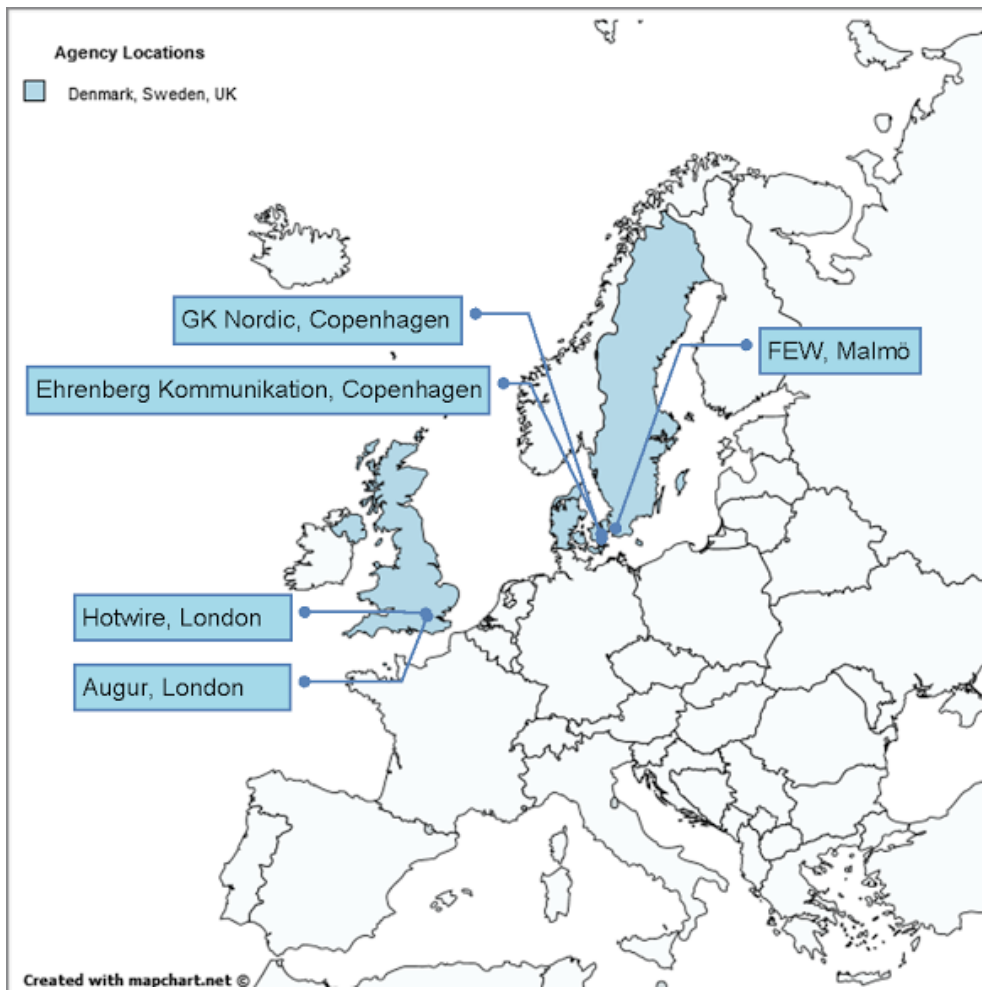 Agency Locations
Denmark, Sweden, UK
GK Nordic, Copenhagen
FEW, Malmö
Ehrenberg Kommunikation, Copenhagen
Hotwire, London
Augur, London
Created with mapchart.net ©